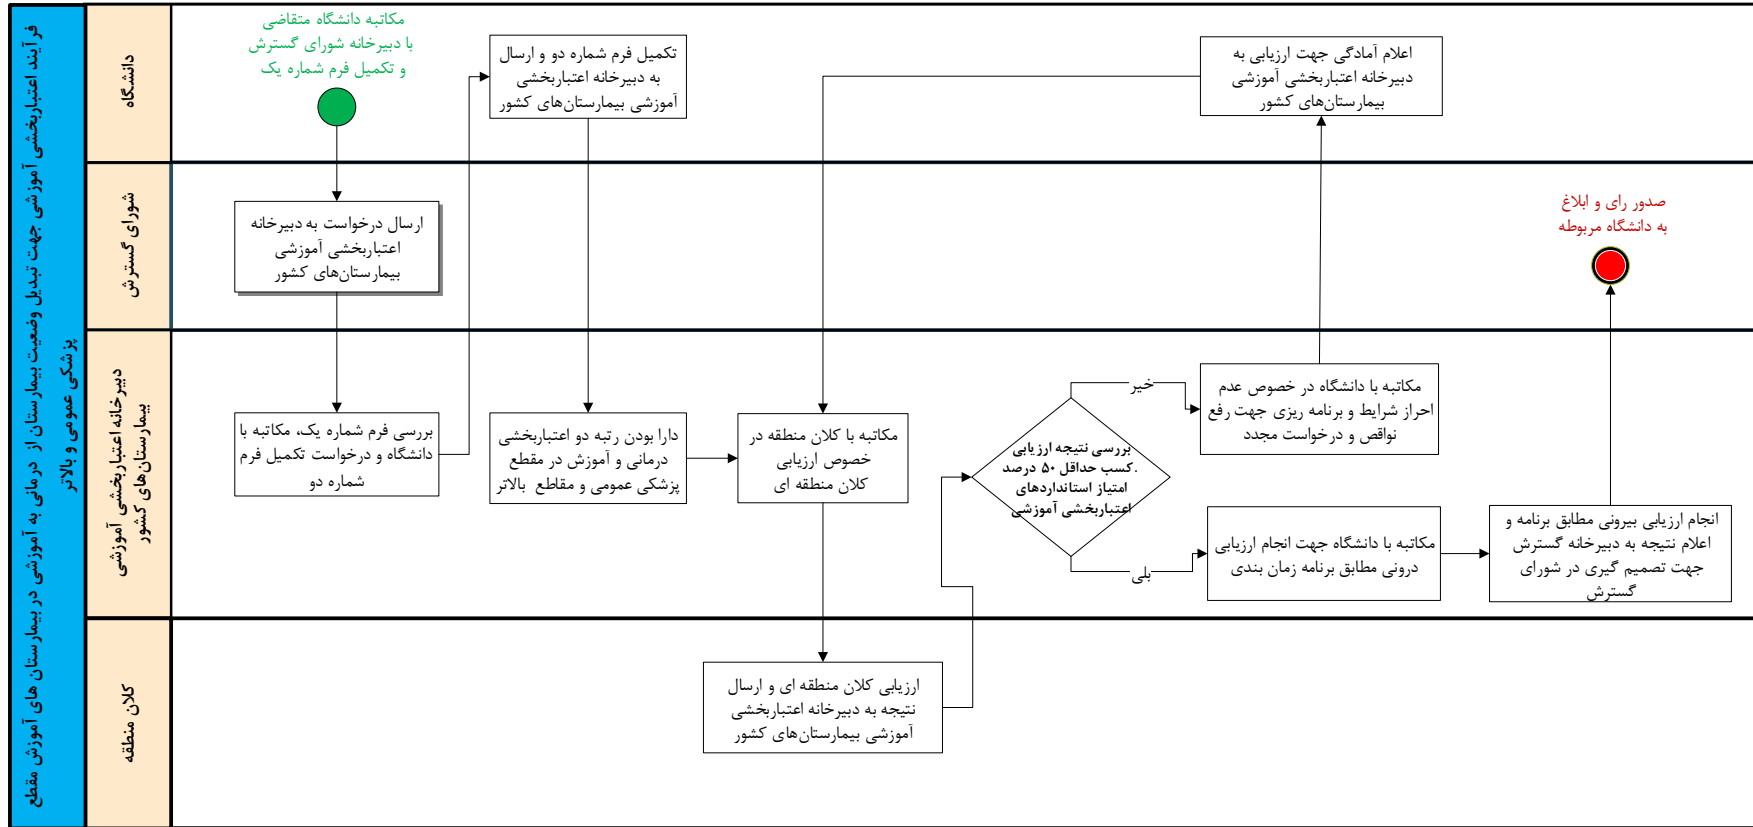 فرآیند اعتباربخشی آموزشی جهت تبدیل وضعیت بیمارستان از درمانی به آموزشی در بیمارستان های آموزش مقطع
پزشکی عمومی و بالاتر
دانشگاه
مکاتبه دانشگاه متقاضی
با دبیرخانه شورای گسترش
و تکمیل فرم شماره یک
تکمیل فرم شماره دو و ارسال
به دبیرخانه اعتباربخشی
آموزشی بیمارستان‌های کشور
اعلام آمادگی جهت ارزیابی به
دبیرخانه اعتباربخشی آموزشی
بیمارستان‌های کشور
شورای گسترش
ارسال درخواست به دبیرخانه
اعتباربخشی آموزشی
بیمارستان‌های کشور
صدور رای و ابلاغ
به دانشگاه مربوطه
دبیرخانه اعتباربخشی آموزشی
بیمارستان‌های کشور
بررسی فرم شماره یک، مکاتبه با
دانشگاه و درخواست تکمیل فرم
شماره دو
دارا بودن رتبه دو اعتباربخشی
درمانی و آموزش در مقطع
پزشکی عمومی و مقاطع بالاتر
مکاتبه با کلان منطقه در
خصوص ارزیابی
کلان منطقه ای
بررسی نتیجه ارزیابی
.کسب حداقل ۵۰ درصد
امتیاز استانداردهای
اعتباربخشی آموزشی
خیر
مکاتبه با دانشگاه در خصوص عدم
احراز شرایط و برنامه ریزی جهت رفع
نواقص و درخواست مجدد
بلی
مکاتبه با دانشگاه جهت انجام ارزیابی
درونی مطابق برنامه زمان بندی
انجام ارزیابی بیرونی مطابق برنامه و
اعلام نتیجه به دبیرخانه گسترش
جهت تصمیم گیری در شورای
گسترش
کلان منطقه
ارزیابی کلان منطقه ای و ارسال
نتیجه به دبیرخانه اعتباربخشی
آموزشی بیمارستان‌های کشور